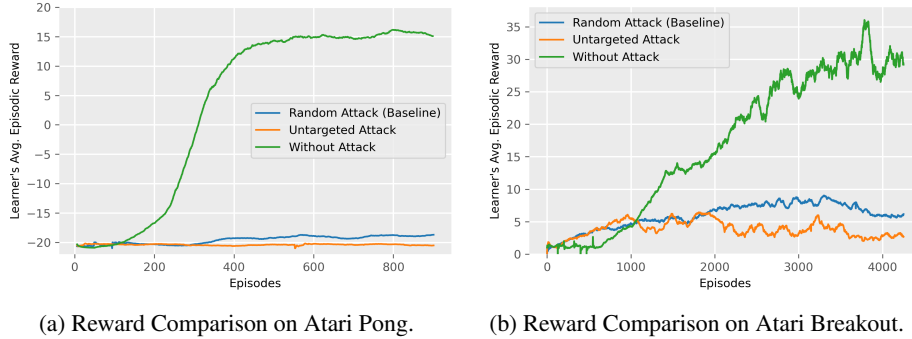 Learner's Avg. Episodic Reward
20
15
10
5
0
−5
−10
−15
−20
Random Attack (Baseline)
Untargeted Attack
Without Attack
0 200 400 600 800
Episodes
(a) Reward Comparison on Atari Pong.
Learner's Avg. Episodic Reward
35
30
25
20
15
10
5
0
Random Attack (Baseline)
Untargeted Attack
Without Attack
0 1000 2000 3000 4000
Episodes
(b) Reward Comparison on Atari Breakout.